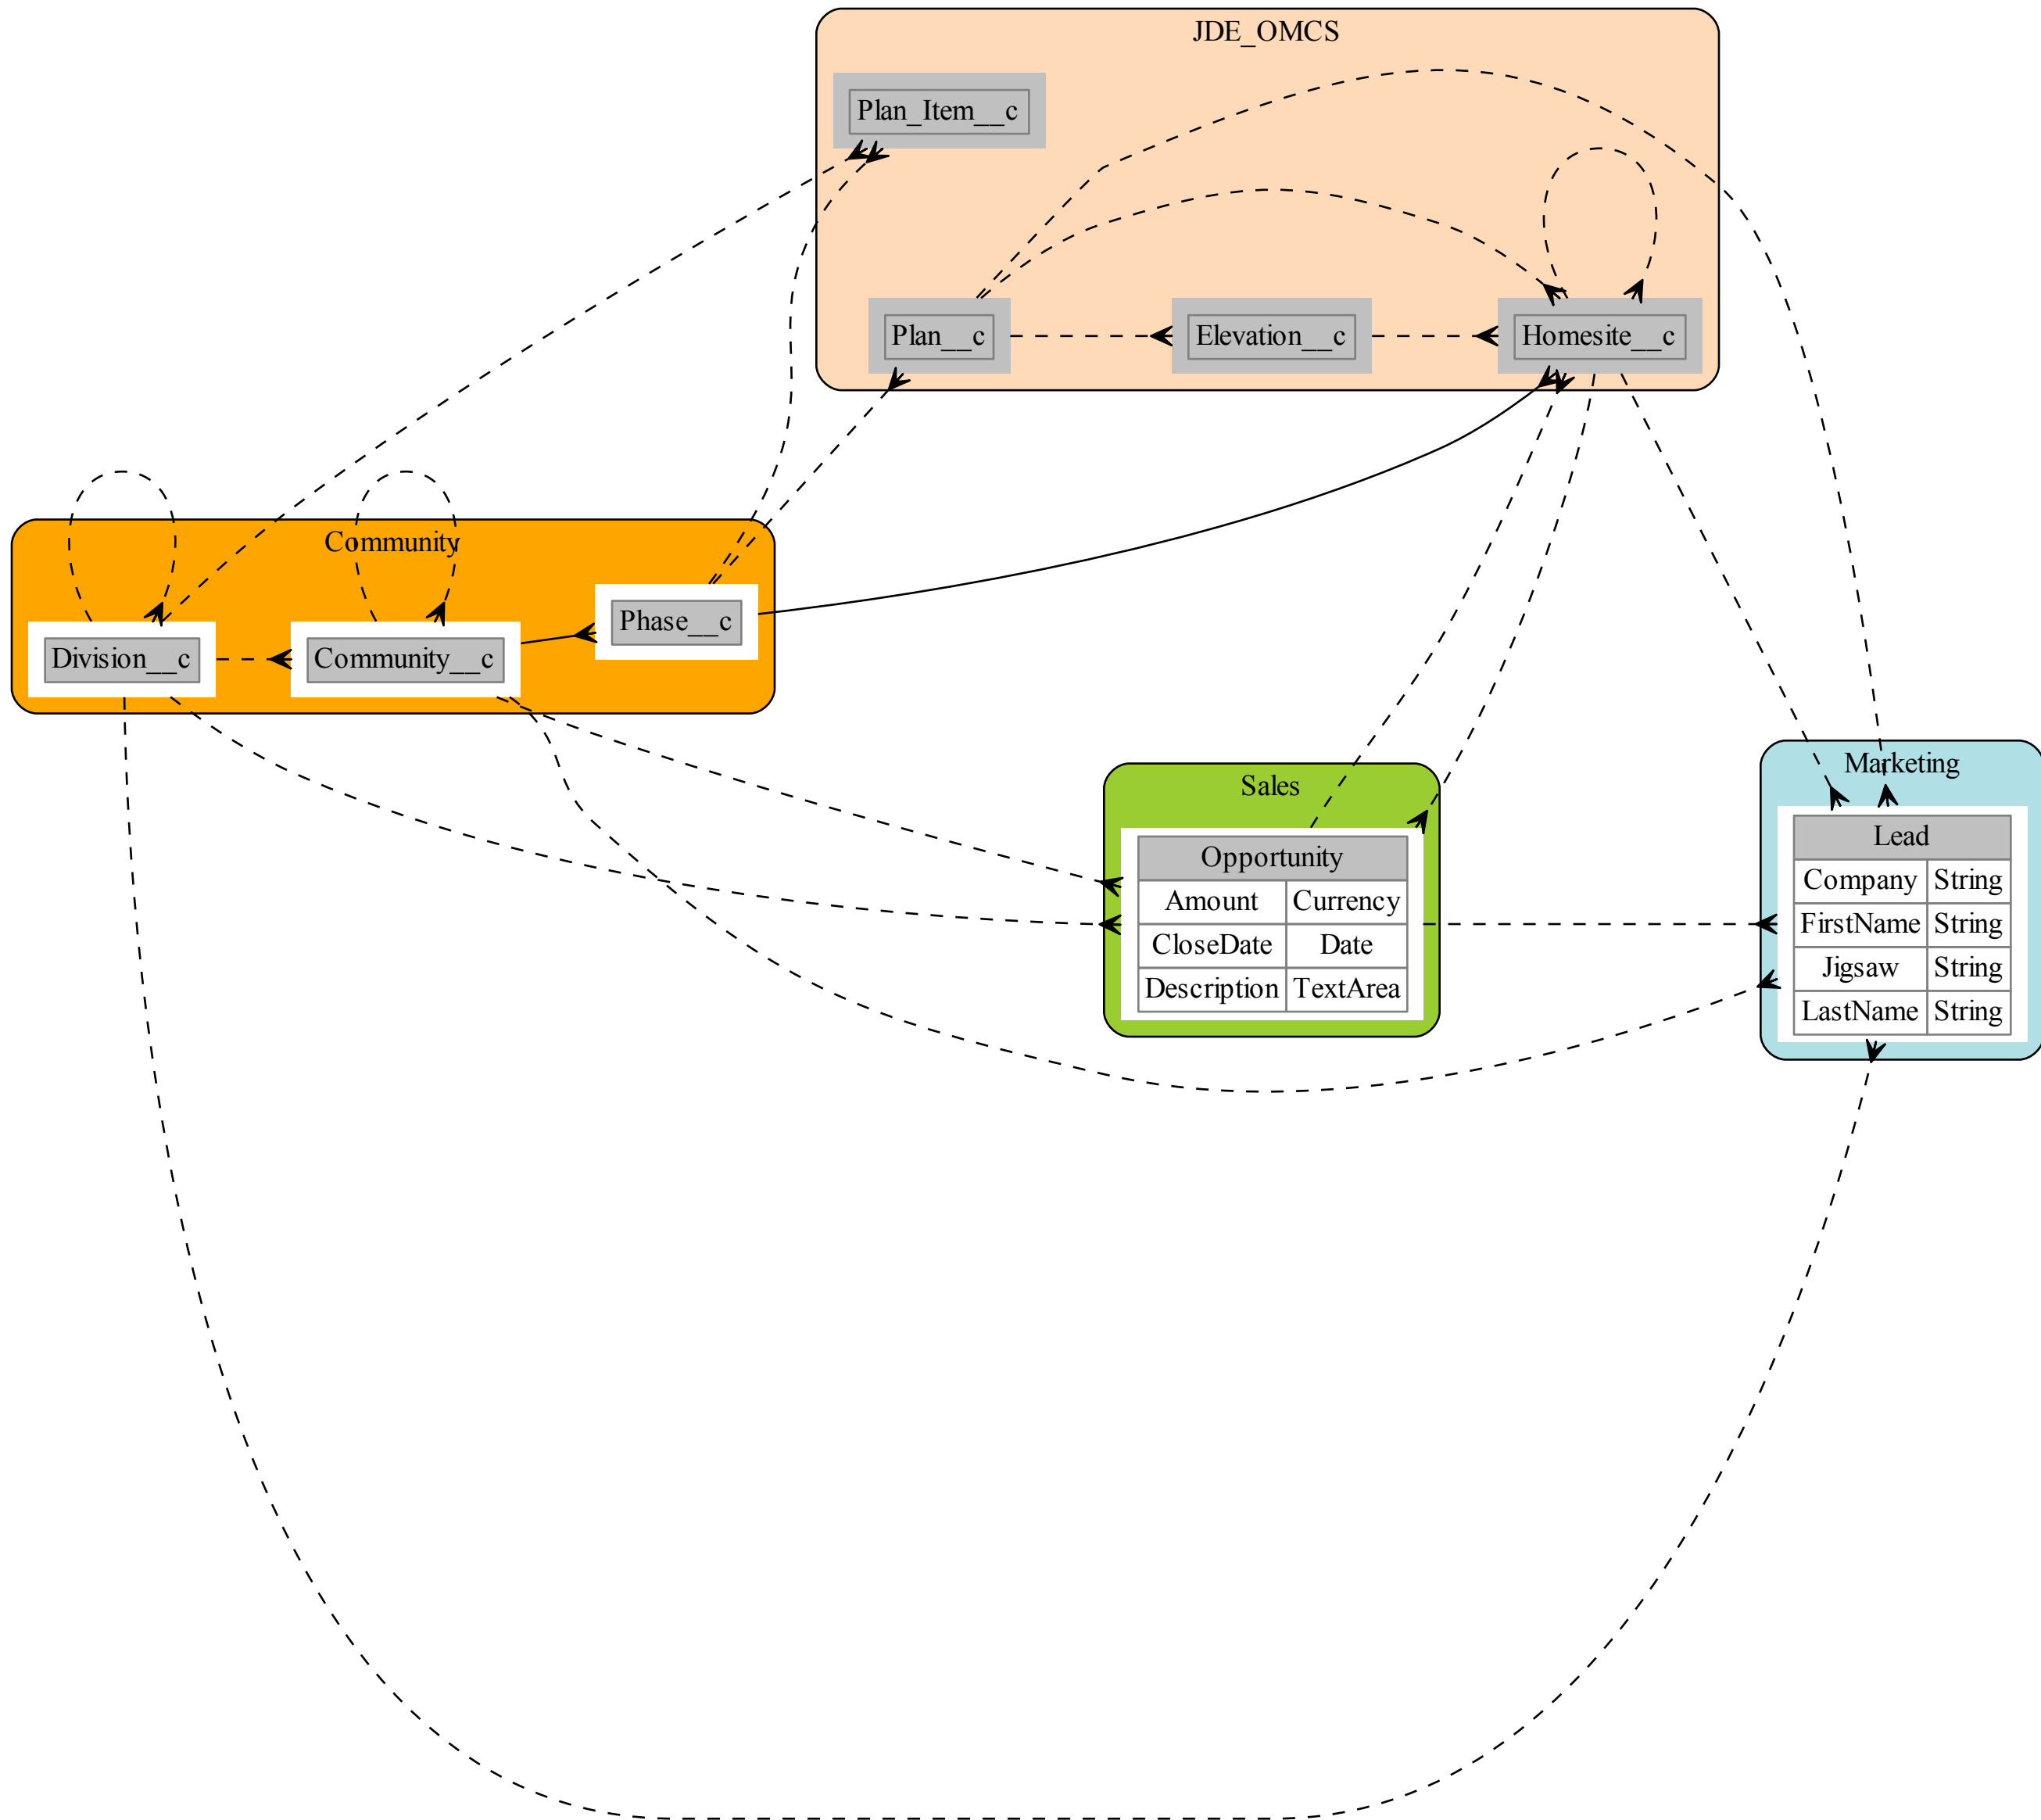 JDE_OMCS
Plan_Item__c
Plan__c
Elevation__c
Homesite__c
Community
Division__c
Community__c
Phase__c
Sales
Opportunity
Amount Currency
CloseDate Date
Description TextArea
Marketing
Lead
Company String
FirstName String
Jigsaw String
LastName String